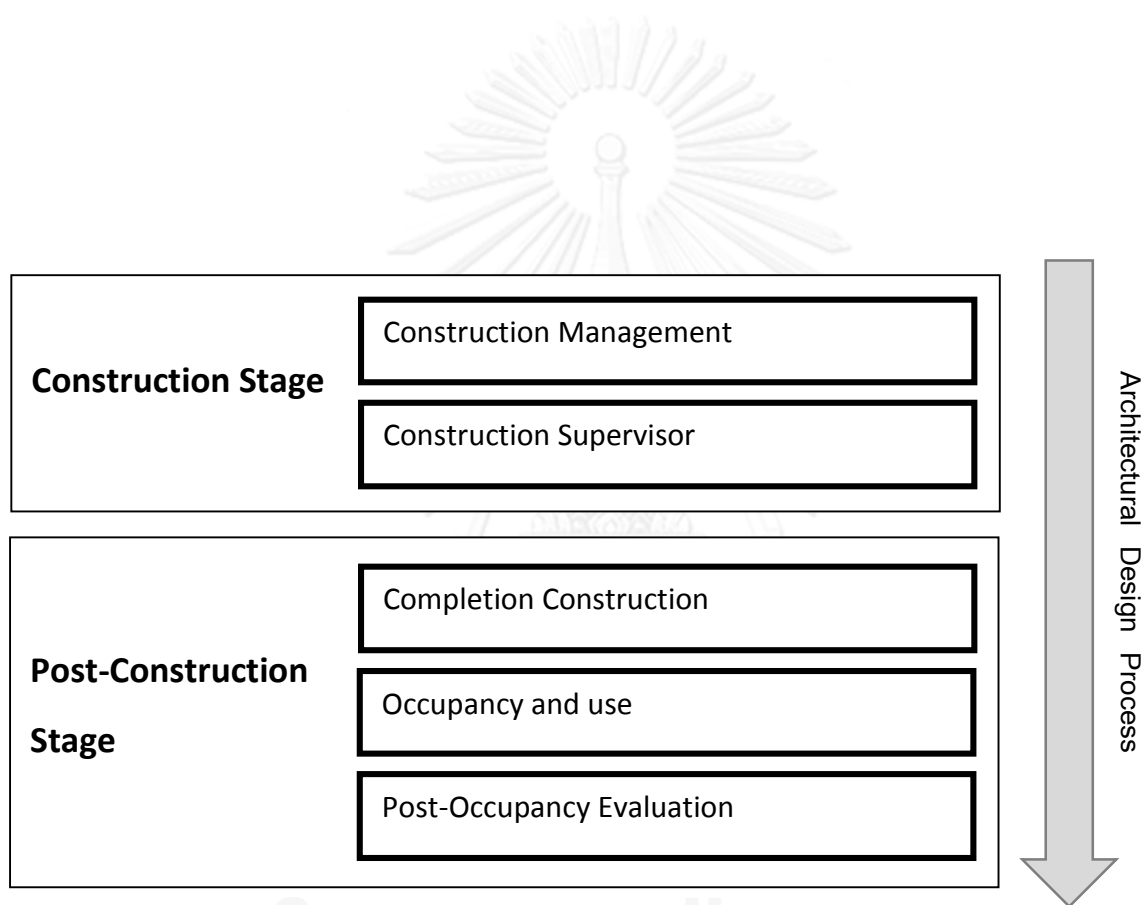 Construction Stage
Construction Management
Construction Supervisor
Post-Construction
Stage
Completion Construction
Occupancy and use
Post-Occupancy Evaluation
Architectural Design Process